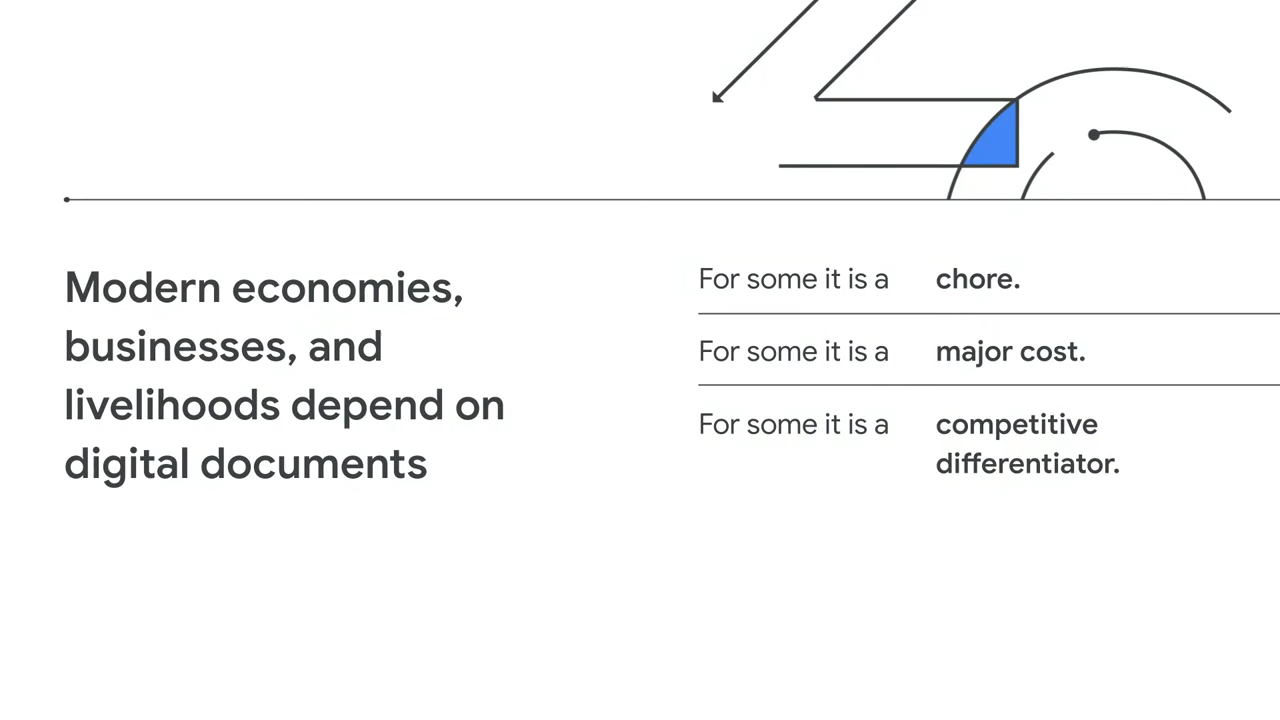 Modern economies,
businesses, and
livelihoods depend on
digital documents
For some it is a chore.
For some it is a major cost.
For some it is a competitive
differentiator.